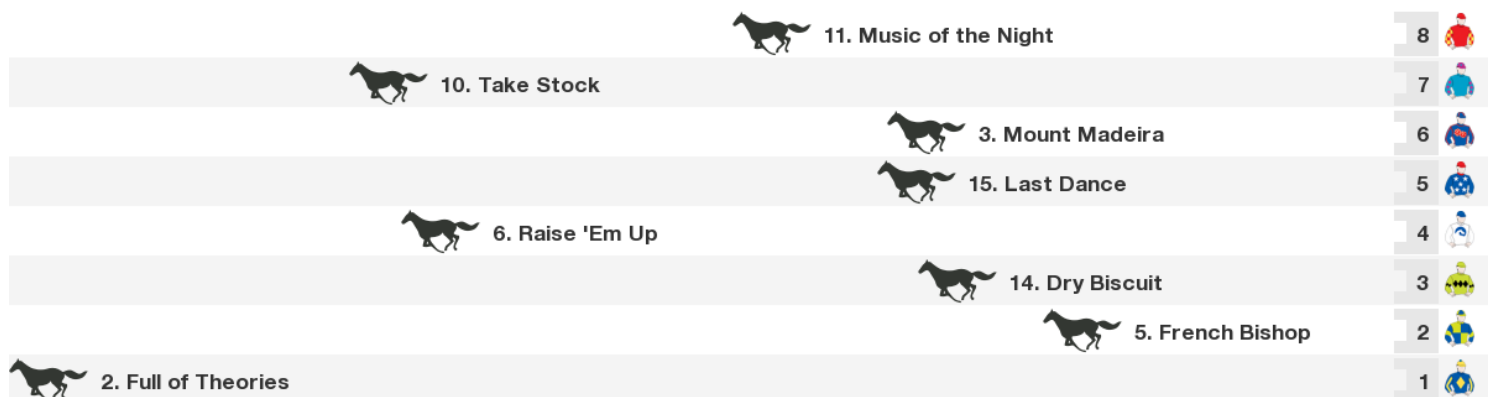 11. Music of the Night 8
10. Take Stock 7
3. Mount Madeira 6
15. Last Dance 5
6. Raise 'Em Up 4
14. Dry Biscuit 3
5. French Bishop 2
2. Full of Theories 1